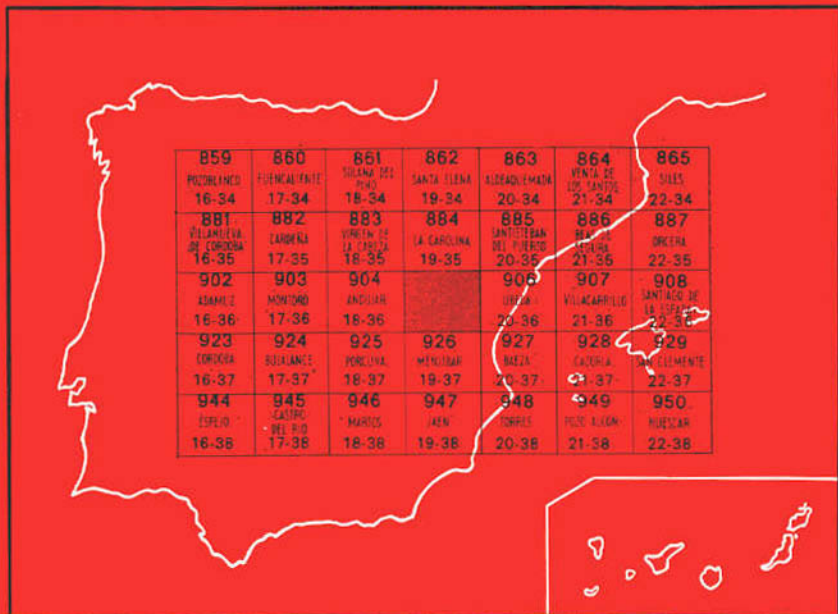 859 860 861 862 863 864 865
POZOBLANCO FUENCALIENTE SOLANA DEL PINO SANTA ELENA ALDEAQUEMADA VENTA DE LOS SANTOS SILES
16-34 17-34 18-34 19-34 20-34 21-34 22-34
881 882 883 884 885 886 887
VILLANUEVA DE CORDOBA CARDEÑA VIRGEN DE LA CABEZA LA CAROLINA SANTISTEBAN DEL PUERTO BEAS DE SEGURA ORCERA
16-35 17-35 18-35 19-35 20-35 21-35 22-35
902 903 904 906 907 908
ADAMUZ MONTORO ANDUJAR UBEDA VILLACARRILLO SANTIAGO DE LA ESPADA
16-36 17-36 18-36 20-36 21-36 22-36
923 924 925 926 927 928 929
CORDOBA BUJALANCE PORCUNA MENGIBAR BAEZA CAZORLA SAN CLEMENTE
16-37 17-37 18-37 19-37 20-37 21-37 22-37
944 945 946 947 948 949 950
ESPEJO CASTRO DEL RIO MARTOS JAEN TORRES POZO ALCON HUESCAR
16-38 17-38 18-38 19-38 20-38 21-38 22-38